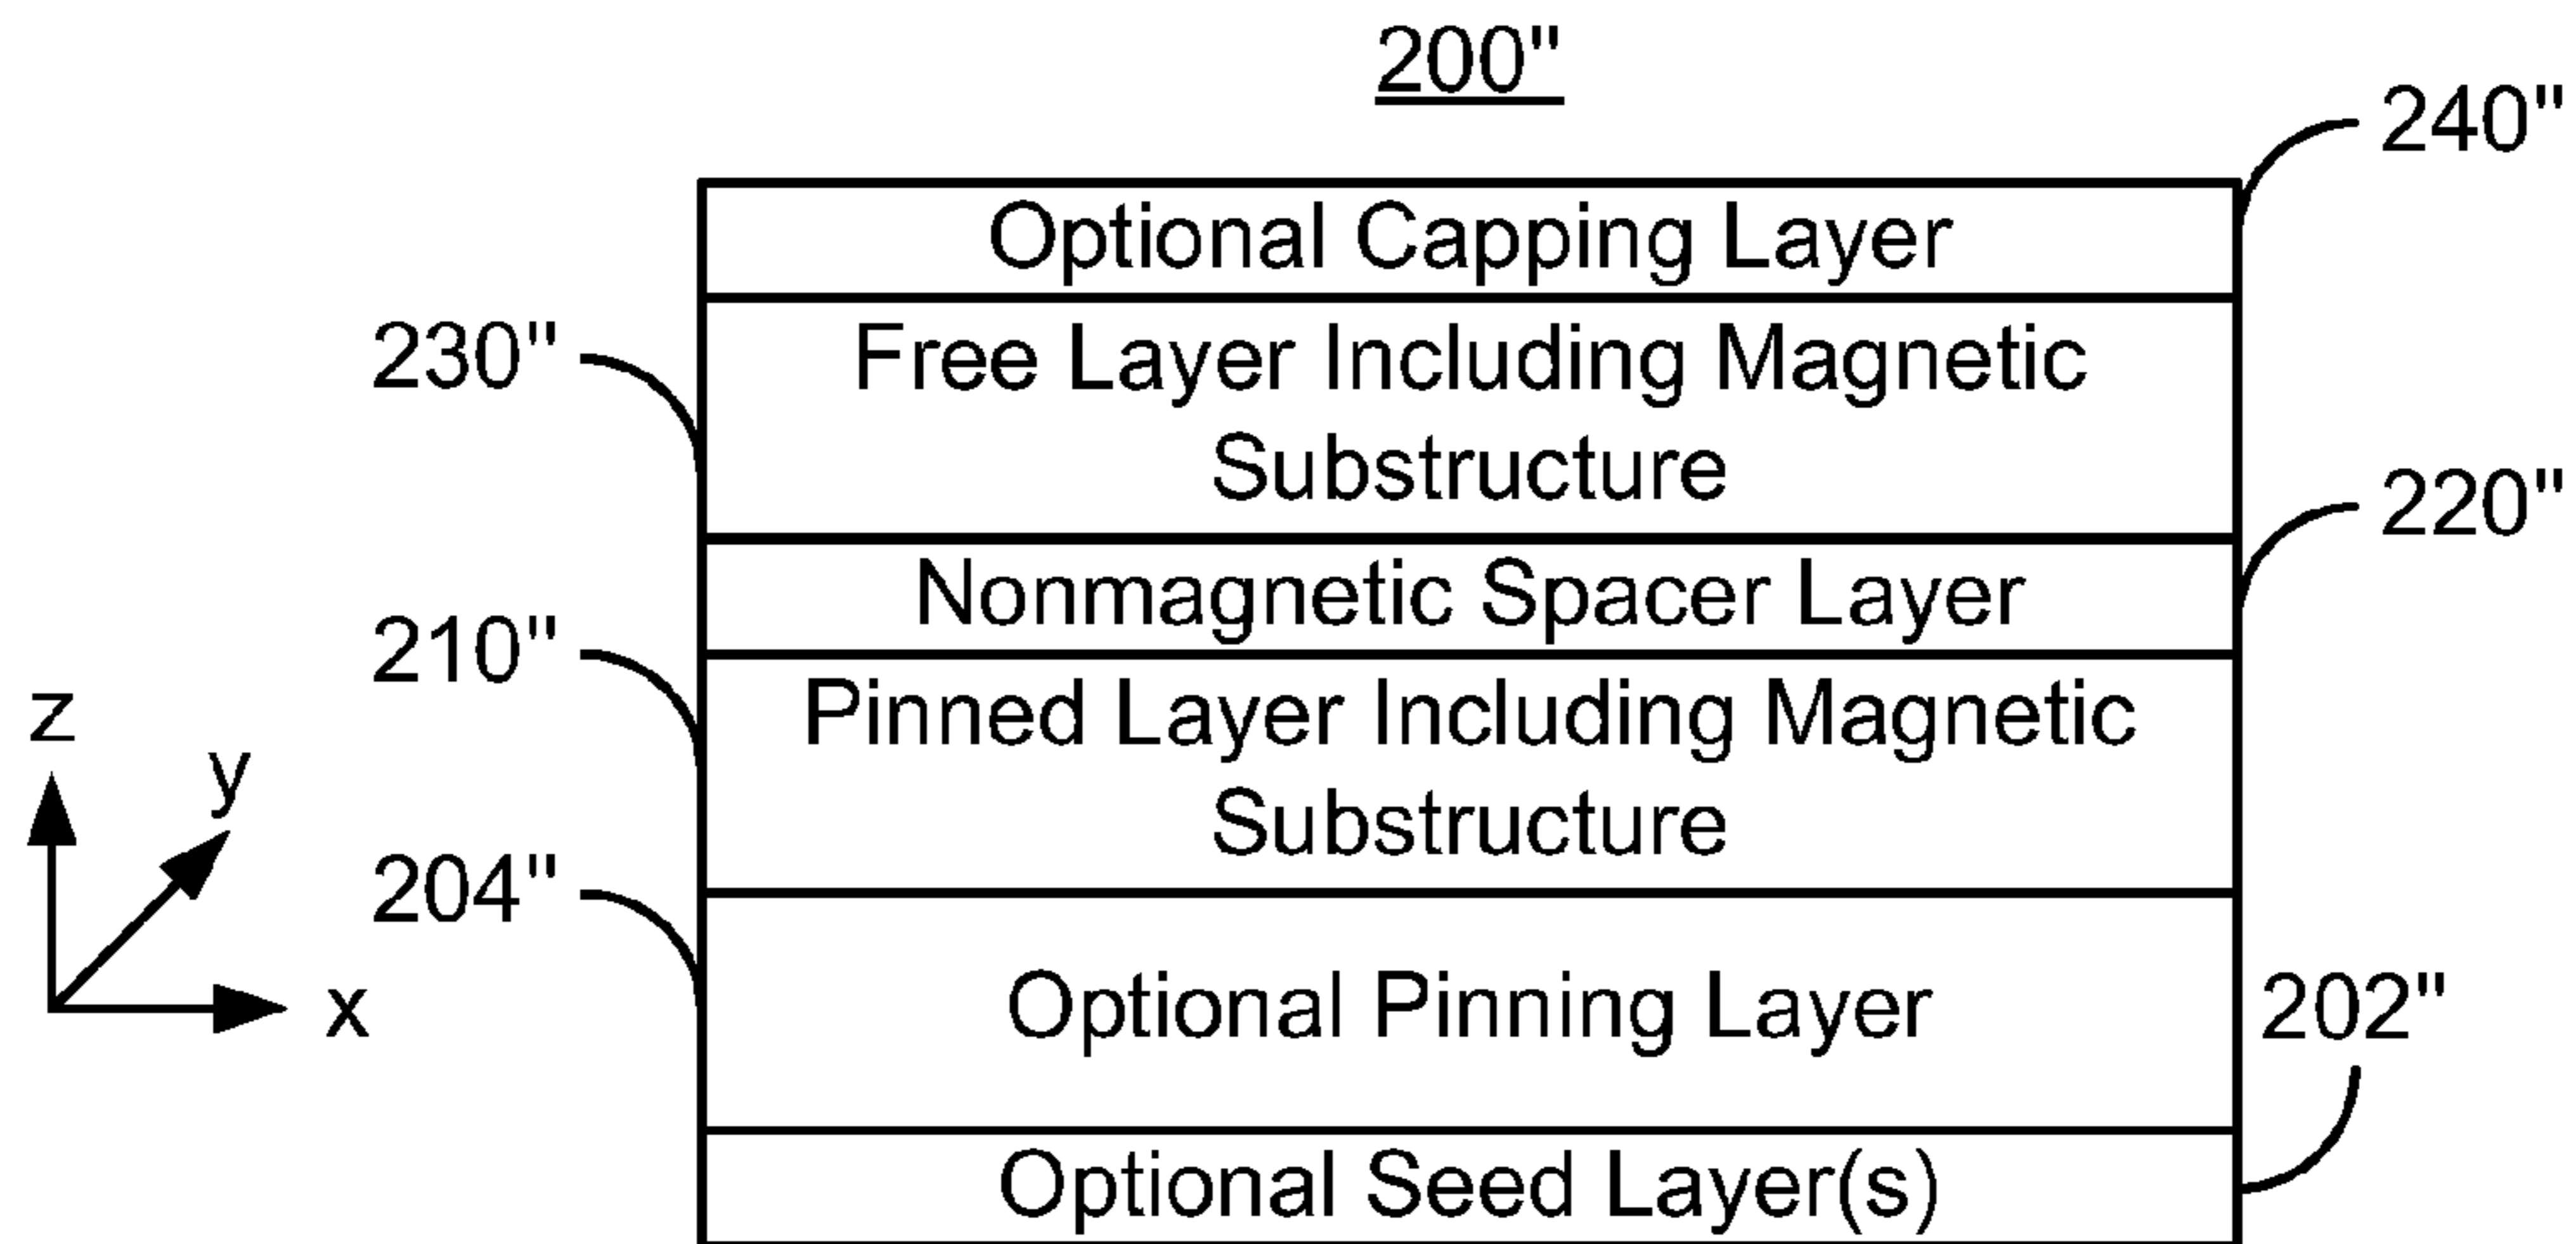 200"
240"
Optional Capping Layer
230"
Free Layer Including Magnetic
Substructure
220"
Nonmagnetic Spacer Layer
210"
Pinned Layer Including Magnetic
Substructure
204"
Optional Pinning Layer
202"
Optional Seed Layer(s)
z
y
x